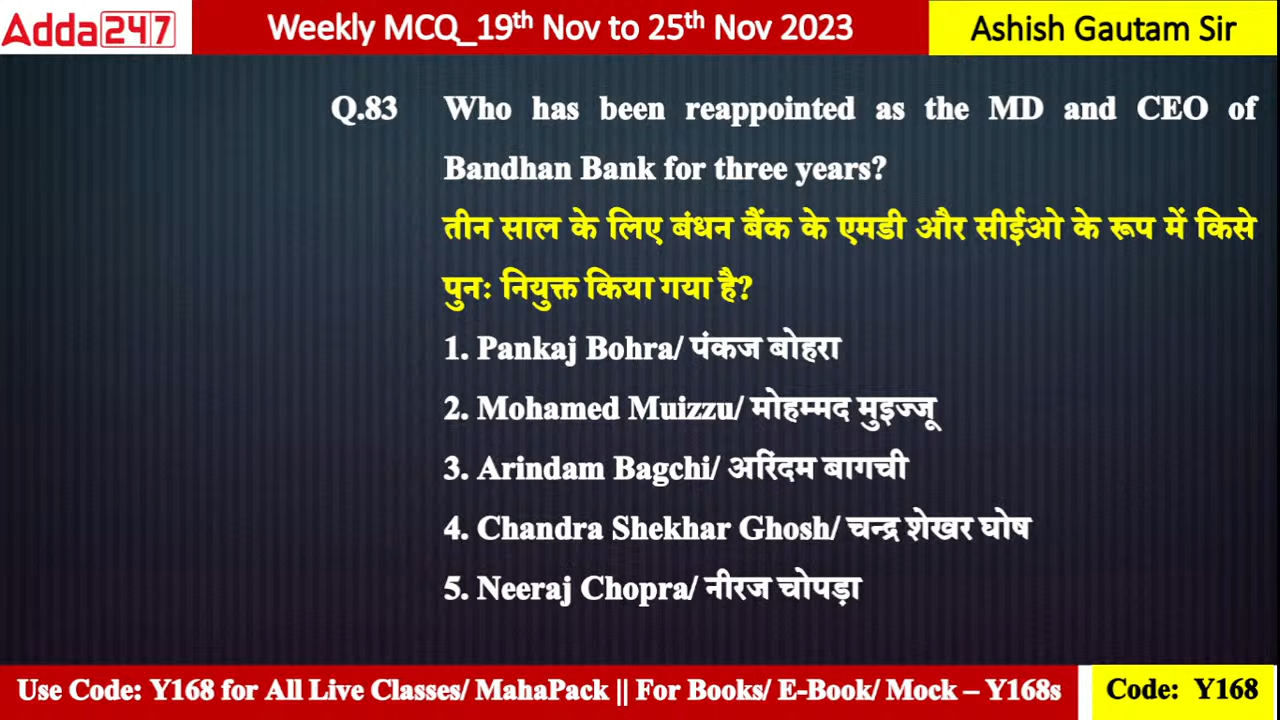 Adda247
Weekly MCQ_19th Nov to 25th Nov 2023
Ashish Gautam Sir
Q.83 Who has been reappointed as the MD and CEO of
Bandhan Bank for three years?
तीन साल के लिए बंधन बैंक के एमडी और सीईओ के रूप में किसे
पुनः नियुक्त किया गया है?
1. Pankaj Bohra/ पंकज बोहरा
2. Mohamed Muizzu/ मोहम्मद मुइज्जू
3. Arindam Bagchi/ अरिंदम बागची
4. Chandra Shekhar Ghosh/ चन्द्र शेखर घोष
5. Neeraj Chopra/ नीरज चोपड़ा
Use Code: Y168 for All Live Classes/ MahaPack || For Books/ E-Book/ Mock – Y168s
Code: Y168